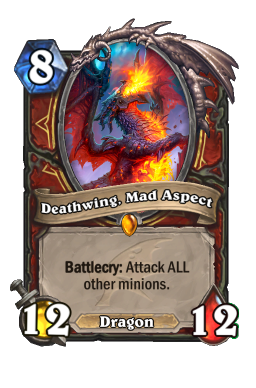 8
Deathwing, Mad Aspect
Battlecry: Attack ALL
other minions.
12
Dragon
12